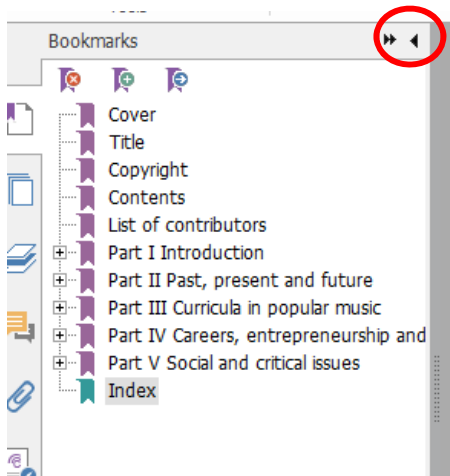 Bookmarks
Cover
Title
Copyright
Contents
List of contributors
Part I Introduction
Part II Past, present and future
Part III Curricula in popular music
Part IV Careers, entrepreneurship and
Part V Social and critical issues
Index